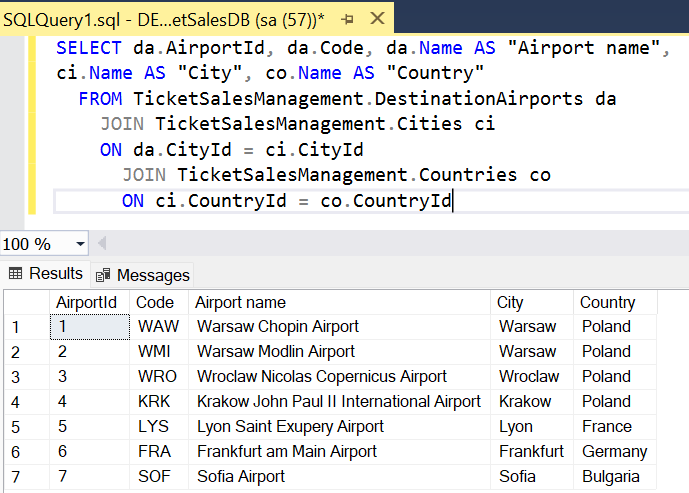 SQLQuery1.sql - DE...etSalesDB (sa (57))*
SELECT da.AirportId, da.Code, da.Name AS "Airport name",
ci.Name AS "City", co.Name AS "Country"
FROM TicketSalesManagement.DestinationAirports da
JOIN TicketSalesManagement.Cities ci
ON da.CityId = ci.CityId
JOIN TicketSalesManagement.Countries co
ON ci.CountryId = co.CountryId
100 %
Results Messages
AirportId Code Airport name City Country
1 1 WAW Warsaw Chopin Airport Warsaw Poland
2 2 WMI Warsaw Modlin Airport Warsaw Poland
3 3 WRO Wroclaw Nicolas Copernicus Airport Wroclaw Poland
4 4 KRK Krakow John Paul II International Airport Krakow Poland
5 5 LYS Lyon Saint Exupery Airport Lyon France
6 6 FRA Frankfurt am Main Airport Frankfurt Germany
7 7 SOF Sofia Airport Sofia Bulgaria